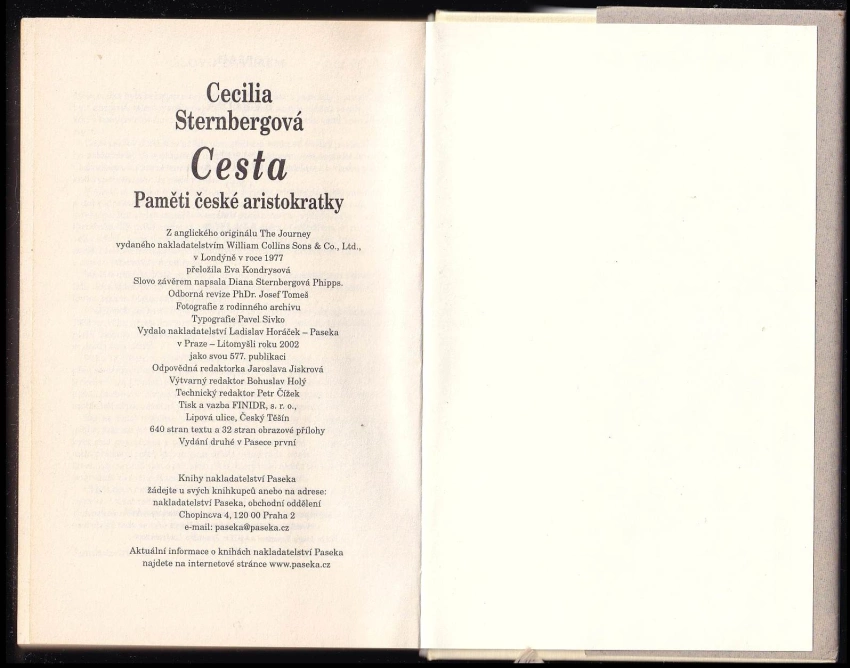 Cecilia
Sternbergová
Cesta
Paměti české aristokratky
Z anglického originálu The Journey
vydaného nakladatelstvím William Collins Sons & Co., Ltd.,
v Londýně v roce 1977
přeložila Eva Kondrysová
Slovo závěrem napsala Diana Sternbergová Phipps.
Odborná revize PhDr. Josef Tomeš
Fotografie z rodinného archivu
Typografie Pavel Sivko
Vydalo nakladatelství Ladislav Horáček – Paseka
v Praze – Litomyšli roku 2002
jako svou 577. publikaci
Odpovědná redaktorka Jaroslava Jiskrová
Výtvarný redaktor Bohuslav Holý
Technický redaktor Petr Čížek
Tisk a vazba FINIDR, s. r. o.,
Lipová ulice, Český Těšín
640 stran textu a 32 stran obrazové přílohy
Vydání druhé v Pasece první
Knihy nakladatelství Paseka
žádejte u svých knihkupců anebo na adrese:
nakladatelství Paseka, obchodní oddělení
Chopinova 4, 120 00 Praha 2
e-mail: paseka@paseka.cz
Aktuální informace o knihách nakladatelství Paseka
najdete na internetové stránce www.paseka.cz